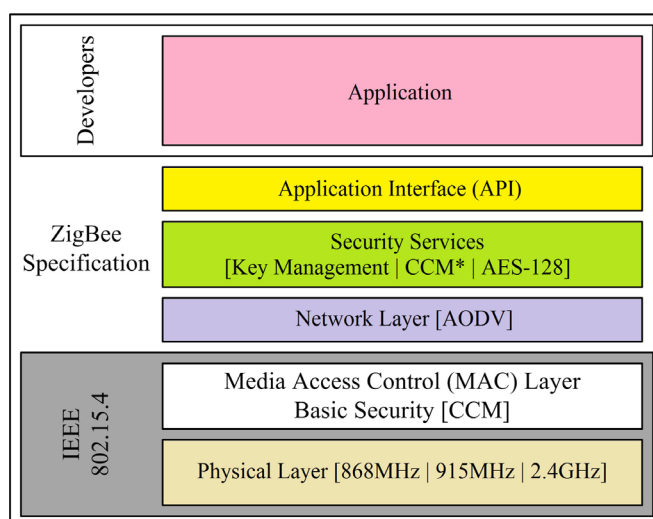 Developers
Application
ZigBee
Specification
Application Interface (API)
Security Services
[Key Management | CCM* | AES-128]
Network Layer [AODV]
IEEE
802.15.4
Media Access Control (MAC) Layer
Basic Security [CCM]
Physical Layer [868MHz | 915MHz | 2.4GHz]